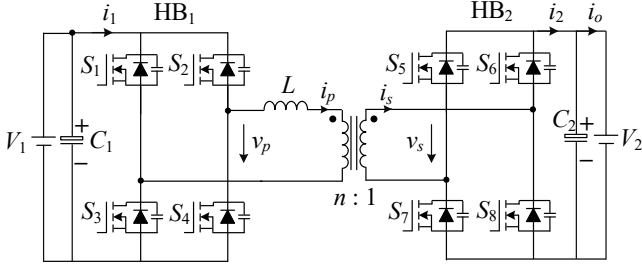 i₁ HB₁ HB₂ i₂ iₒ
S₁ S₂ S₅ S₆
L iₚ iₛ
V₁ + C₁ − vₚ vₛ C₂ + − V₂
n : 1
S₃ S₄ S₇ S₈